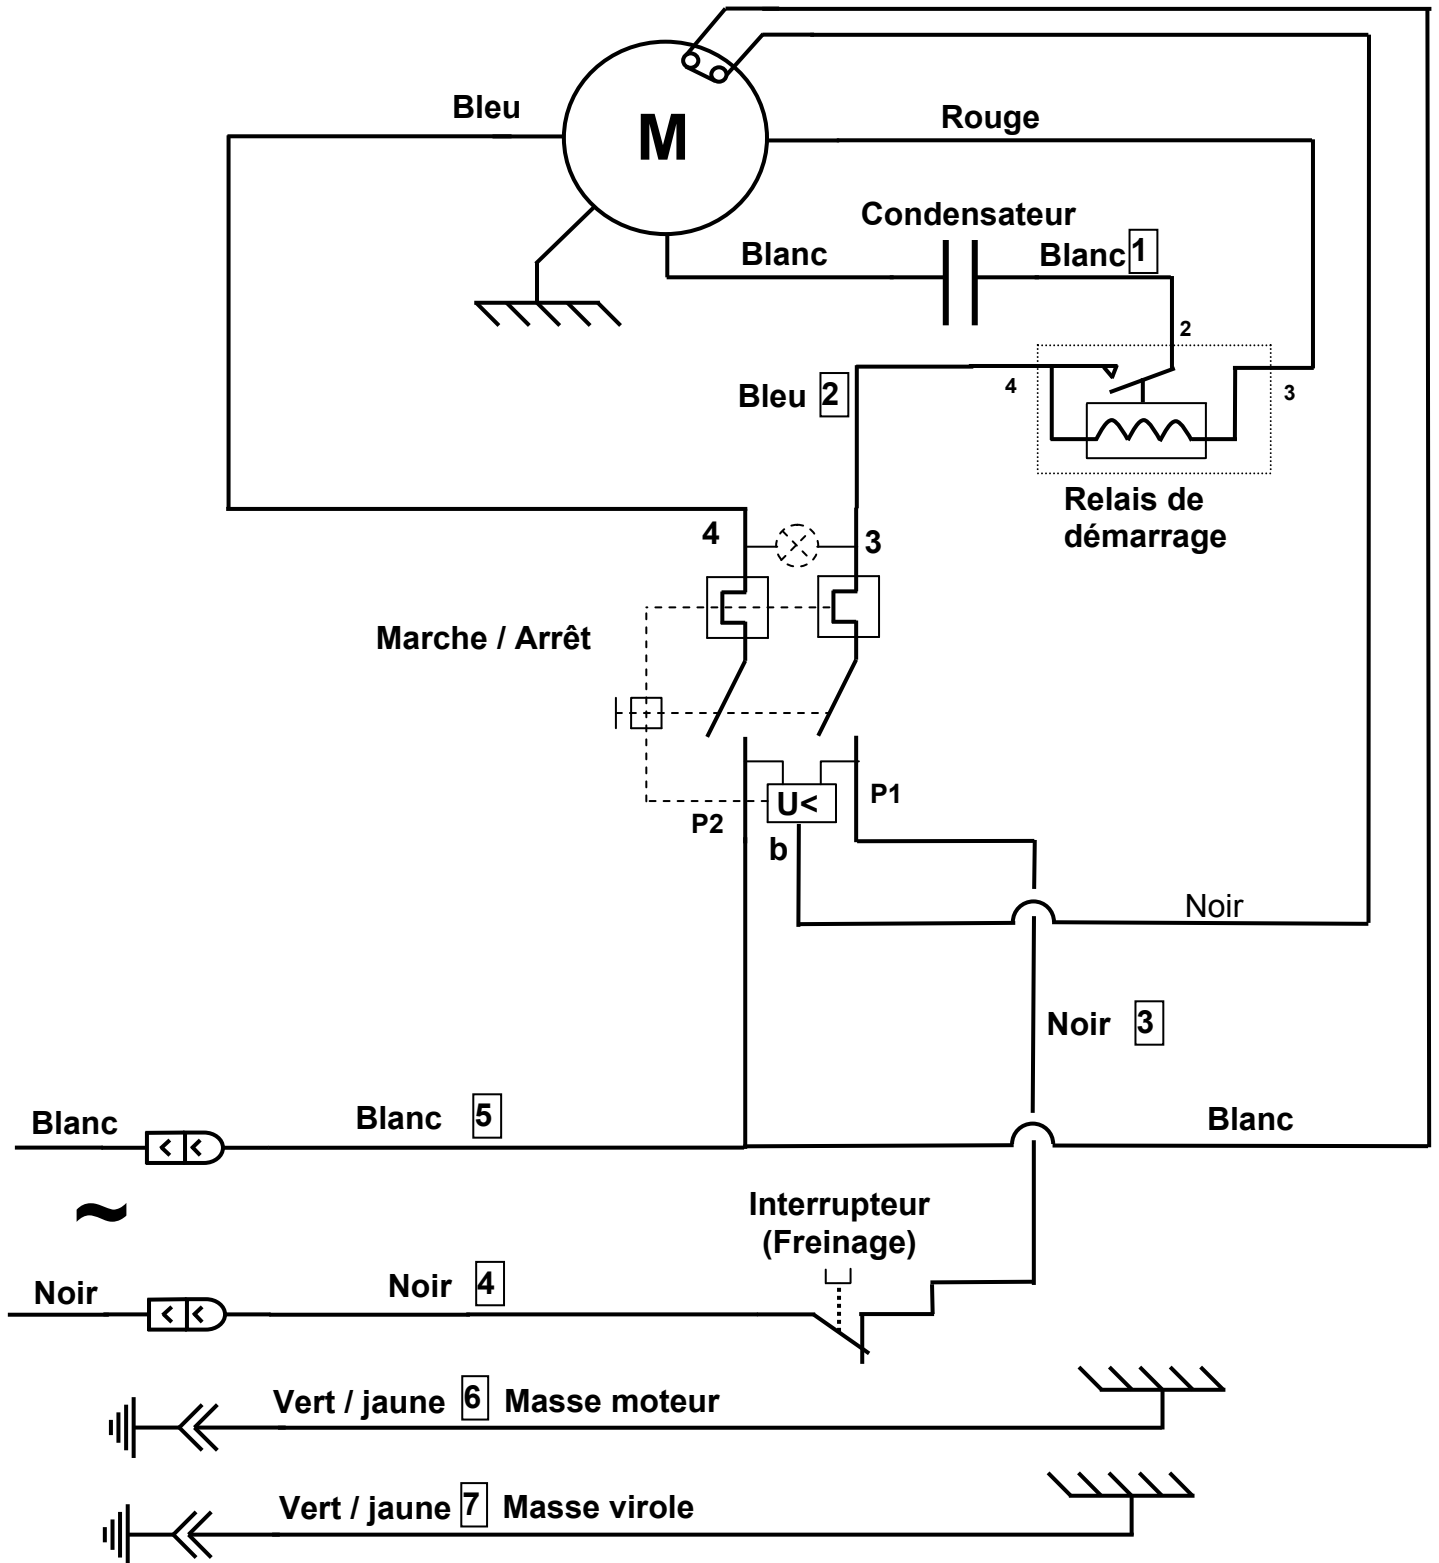 Bleu
M
Rouge
Condensateur
Blanc
Blanc 1
2
Bleu 2
4
3
Relais de
démarrage
4
3
Marche / Arrêt
U<
P1
P2
b
Noir
Noir 3
Blanc
Blanc 5
Blanc
~
Interrupteur
(Freinage)
Noir
Noir 4
Vert / jaune 6 Masse moteur
Vert / jaune 7 Masse virole